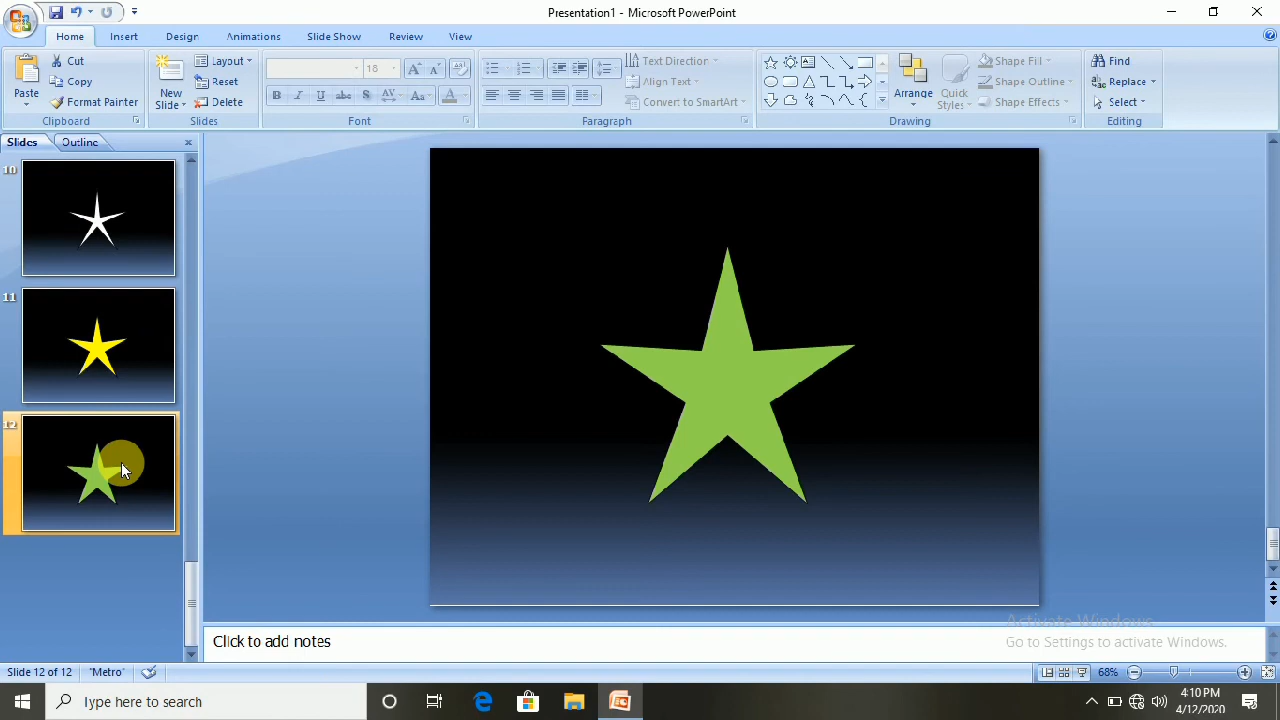 Presentation1 - Microsoft PowerPoint
Home Insert Design Animations Slide Show Review View
Paste
Cut
Copy
Format Painter
Clipboard
New Slide
Layout
Reset
Delete
Slides
18
B I U abc S AV Aa A
Font
Text Direction
Align Text
Convert to SmartArt
Paragraph
Arrange
Quick Styles
Shape Fill
Shape Outline
Shape Effects
Drawing
Find
Replace
Select
Editing
Slides Outline
10
11
12
Click to add notes
Activate Windows
Go to Settings to activate Windows.
Slide 12 of 12 "Metro" 68%
Type here to search
4:10 PM
4/12/2020